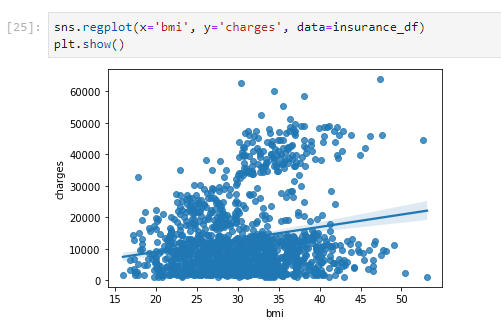 [25]: sns.regplot(x='bmi', y='charges', data=insurance_df)
plt.show()
60000
50000
40000
30000
20000
10000
0
charges
15 20 25 30 35 40 45 50
bmi